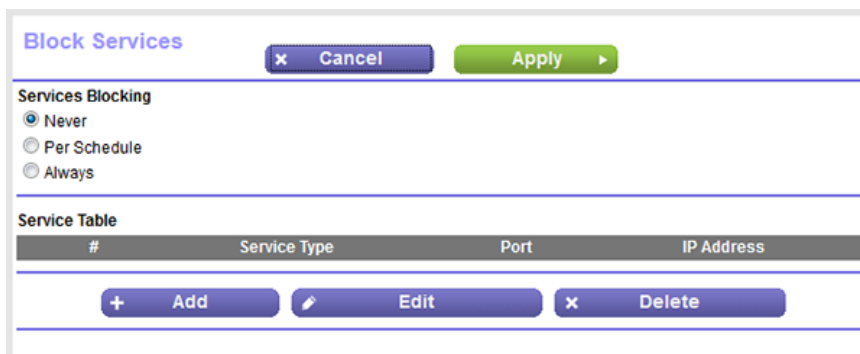 Block Services
Cancel Apply
Services Blocking
Never
Per Schedule
Always
Service Table
# Service Type Port IP Address
Add Edit Delete